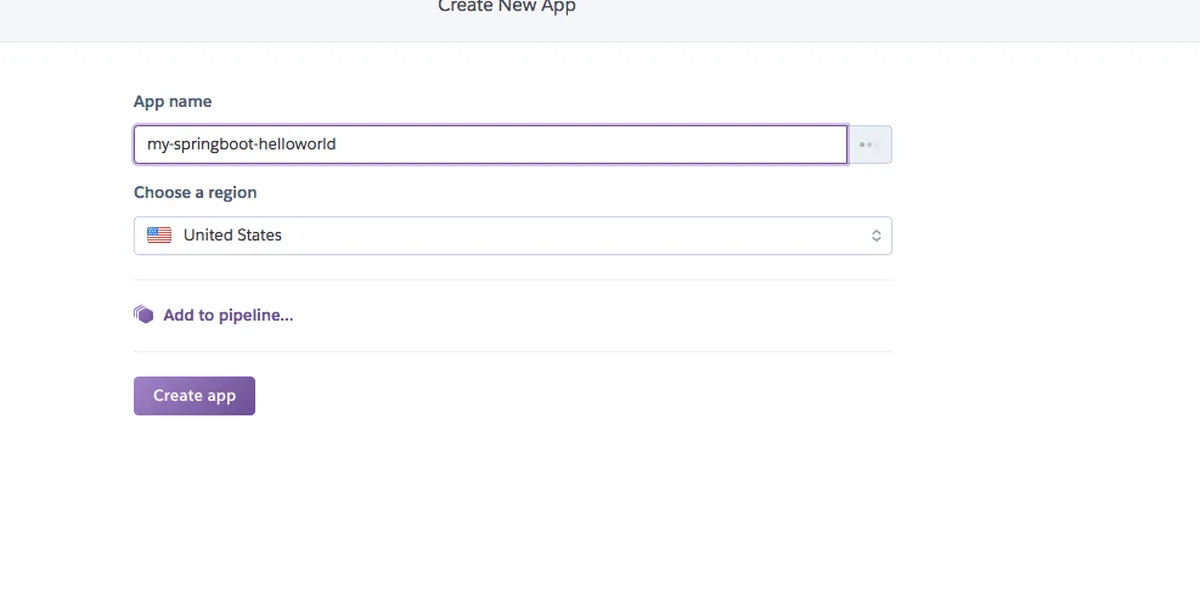 Create New App
App name
my-springboot-helloworld
Choose a region
United States
Add to pipeline...
Create app